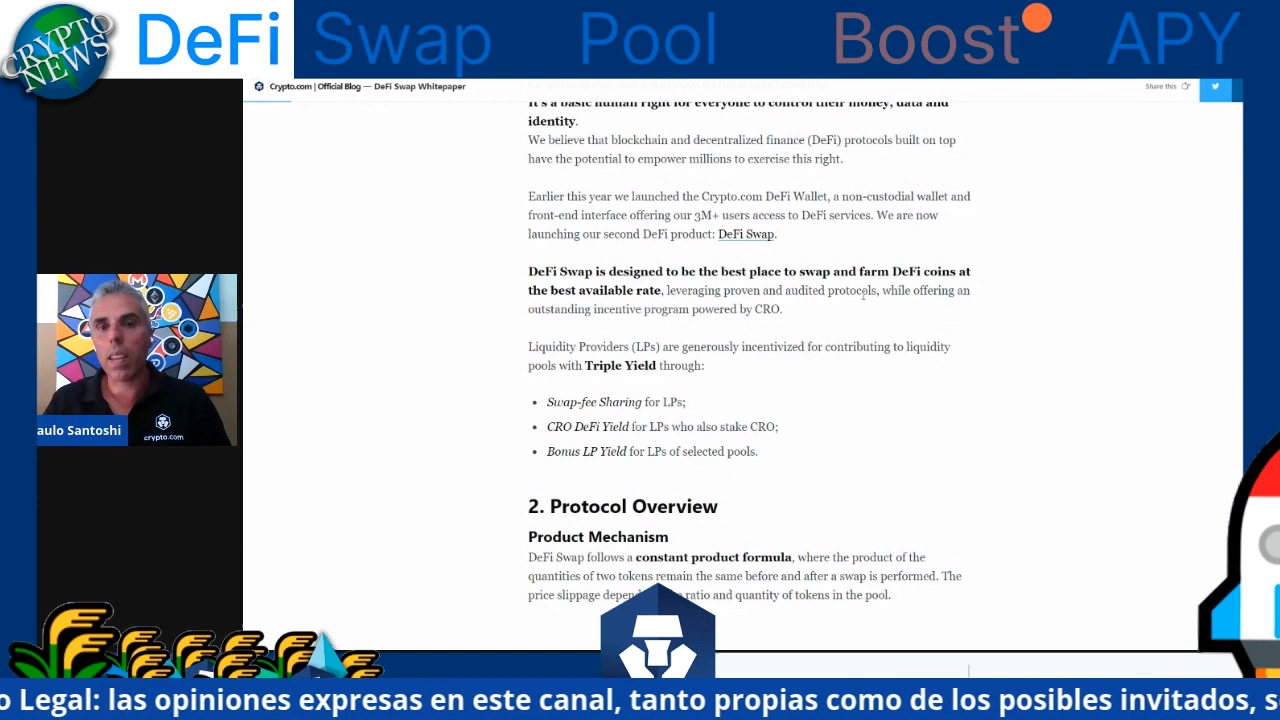 CRYPTO
NEWS
DeFi Swap Pool Boost APY
Crypto.com | Official Blog — DeFi Swap Whitepaper
Share this
It's a basic human right for everyone to control their money, data and
identity.
We believe that blockchain and decentralized finance (DeFi) protocols built on top
have the potential to empower millions to exercise this right.
Earlier this year we launched the Crypto.com DeFi Wallet, a non-custodial wallet and
front-end interface offering our 3M+ users access to DeFi services. We are now
launching our second DeFi product: DeFi Swap.
DeFi Swap is designed to be the best place to swap and farm DeFi coins at
the best available rate, leveraging proven and audited protocols, while offering an
outstanding incentive program powered by CRO.
Liquidity Providers (LPs) are generously incentivized for contributing to liquidity
pools with Triple Yield through:
• Swap-fee Sharing for LPs;
• CRO DeFi Yield for LPs who also stake CRO;
• Bonus LP Yield for LPs of selected pools.
2. Protocol Overview
Product Mechanism
DeFi Swap follows a constant product formula, where the product of the
quantities of two tokens remain the same before and after a swap is performed. The
price slippage depen ratio and quantity of tokens in the pool.
aulo Santoshi
crypto.com
o Legal: las opiniones expresas en este canal, tanto propias como de los posibles invitados, s